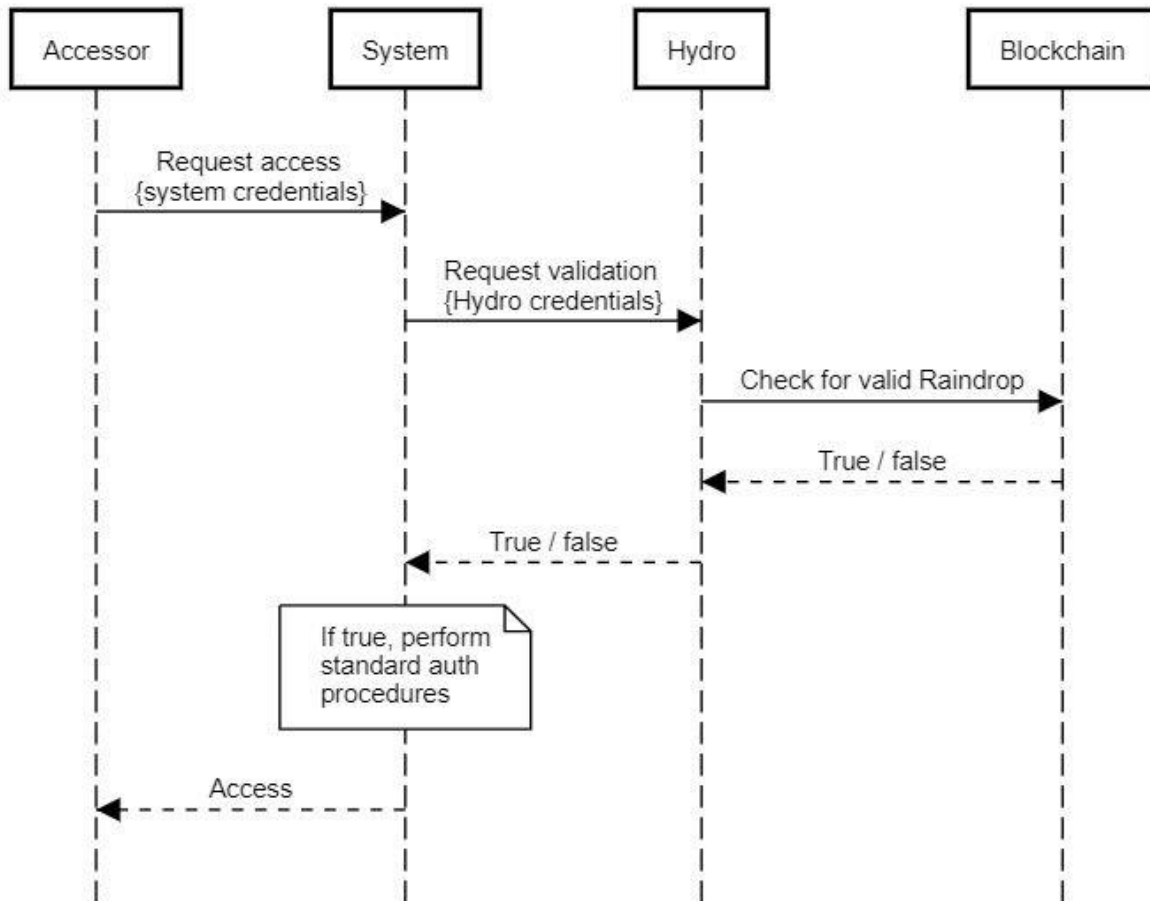 Accessor
System
Hydro
Blockchain
Request access
{system credentials}
Request validation
{Hydro credentials}
Check for valid Raindrop
True / false
True / false
If true, perform
standard auth
procedures
Access